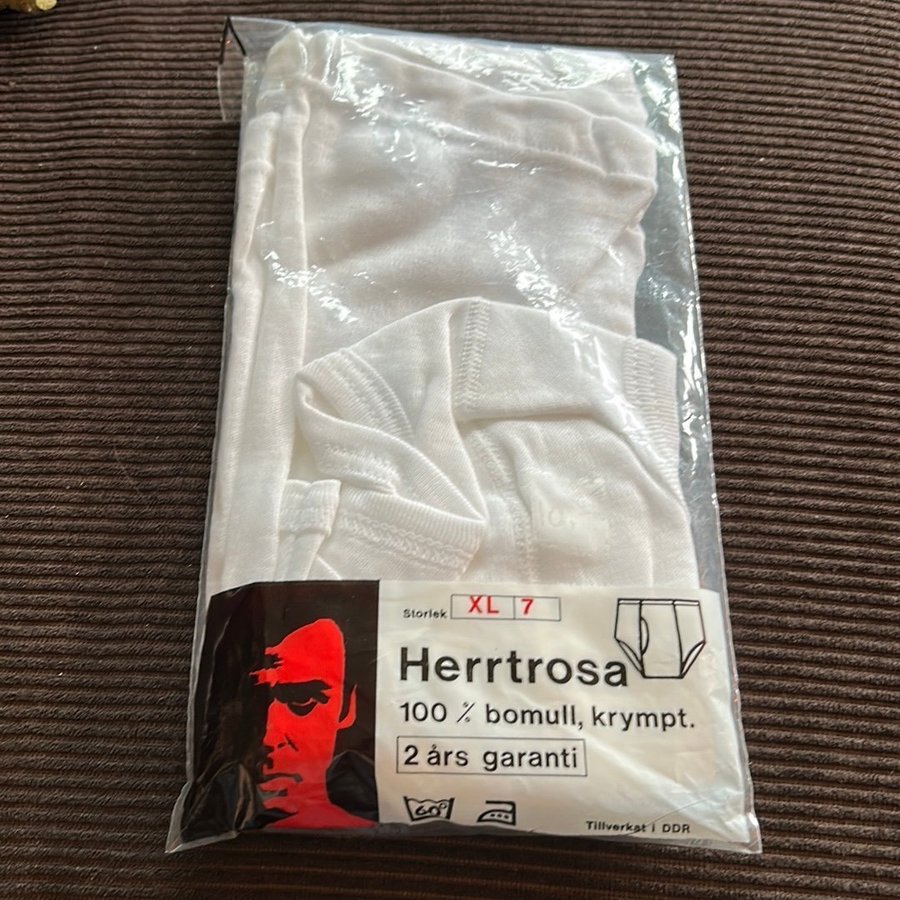 Storlek XL 7
Herrtrosa
100 % bomull, krympt.
2 års garanti
60°
Tillverkat i DDR